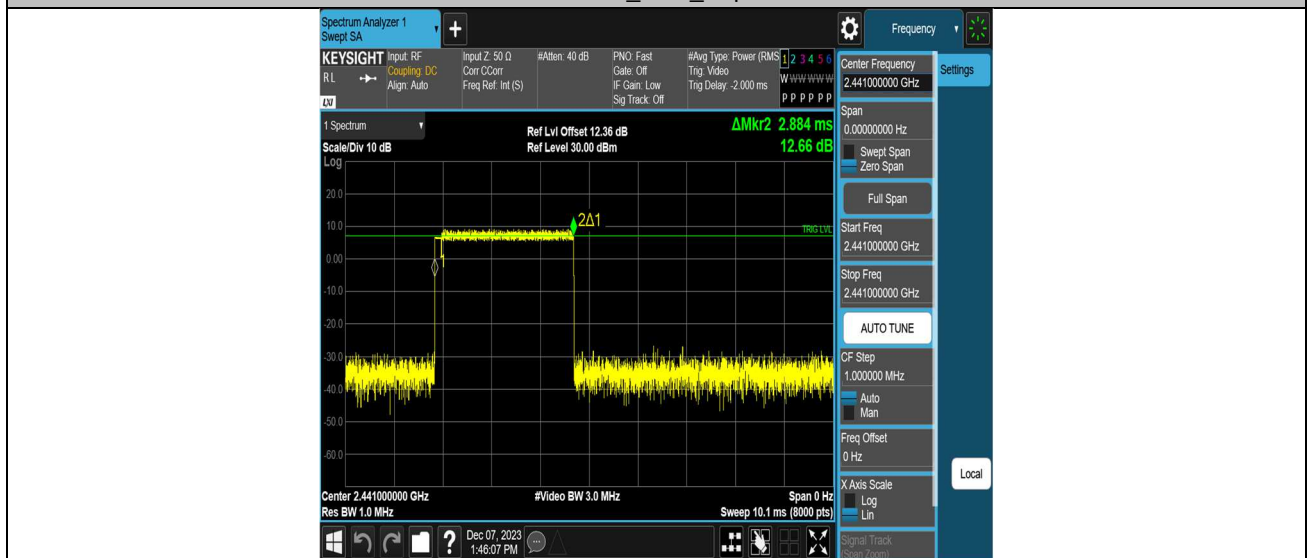 Spectrum Analyzer 1
Swept SA
Frequency
KEYSIGHT
RL
LXI
Input: RF
Coupling: DC
Align: Auto
Input Z: 50 Ω
Corr CCorr
Freq Ref: Int (S)
#Atten: 40 dB
PNO: Fast
Gate: Off
IF Gain: Low
Sig Track: Off
#Avg Type: Power (RMS
Trig: Video
Trig Delay: -2.000 ms
1 2 3 4 5 6
W W W W W W
P P P P P P
1 Spectrum
Scale/Div 10 dB
Log
Ref Lvl Offset 12.36 dB
Ref Level 30.00 dBm
ΔMkr2 2.884 ms
12.66 dB
20.0
10.0
0.00
-10.0
-20.0
-30.0
-40.0
-50.0
-60.0
2Δ1
TRIG LVL
Center 2.441000000 GHz
Res BW 1.0 MHz
#Video BW 3.0 MHz
Span 0 Hz
Sweep 10.1 ms (8000 pts)
Dec 07, 2023
1:46:07 PM
Center Frequency
2.441000000 GHz
Settings
Span
0.00000000 Hz
Swept Span
Zero Span
Full Span
Start Freq
2.441000000 GHz
Stop Freq
2.441000000 GHz
AUTO TUNE
CF Step
1.000000 MHz
Auto
Man
Freq Offset
0 Hz
Local
X Axis Scale
Log
Lin
Signal Track
(Span Zoom)